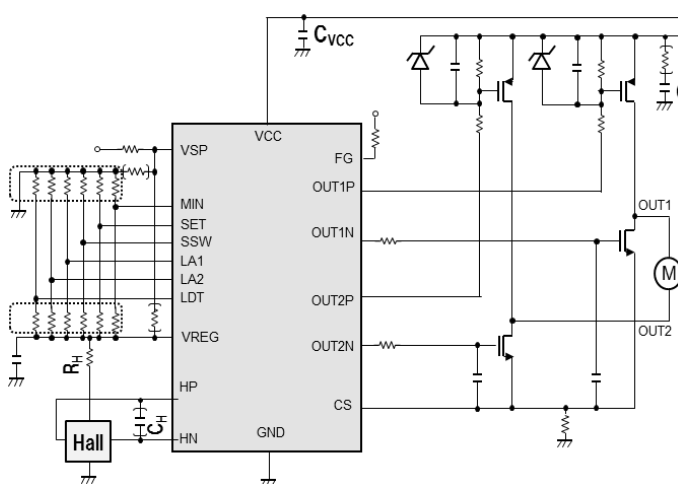 CVCC
VCC
VSP
FG
OUT1P
MIN
SET
SSW
LA1
LA2
LDT
VREG
HP
HN
OUT1N
OUT2P
OUT2N
CS
GND
OUT1
M
OUT2
RH
CH
Hall